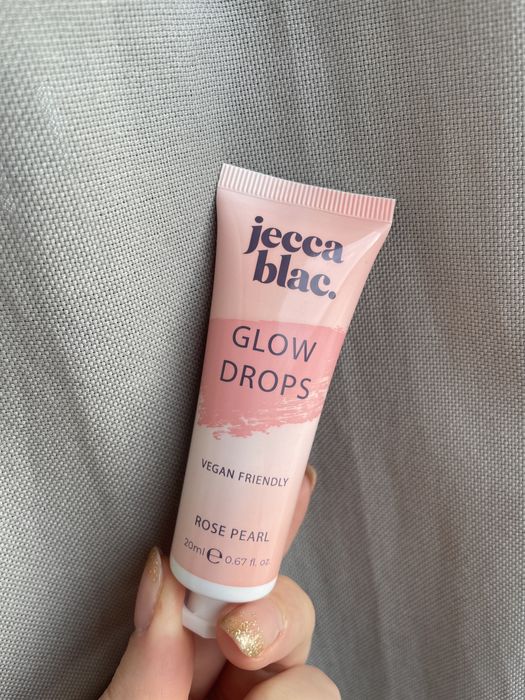 jecca
blac.
GLOW
DROPS
VEGAN FRIENDLY
ROSE PEARL
20ml ℮ 0.67 fl. oz.